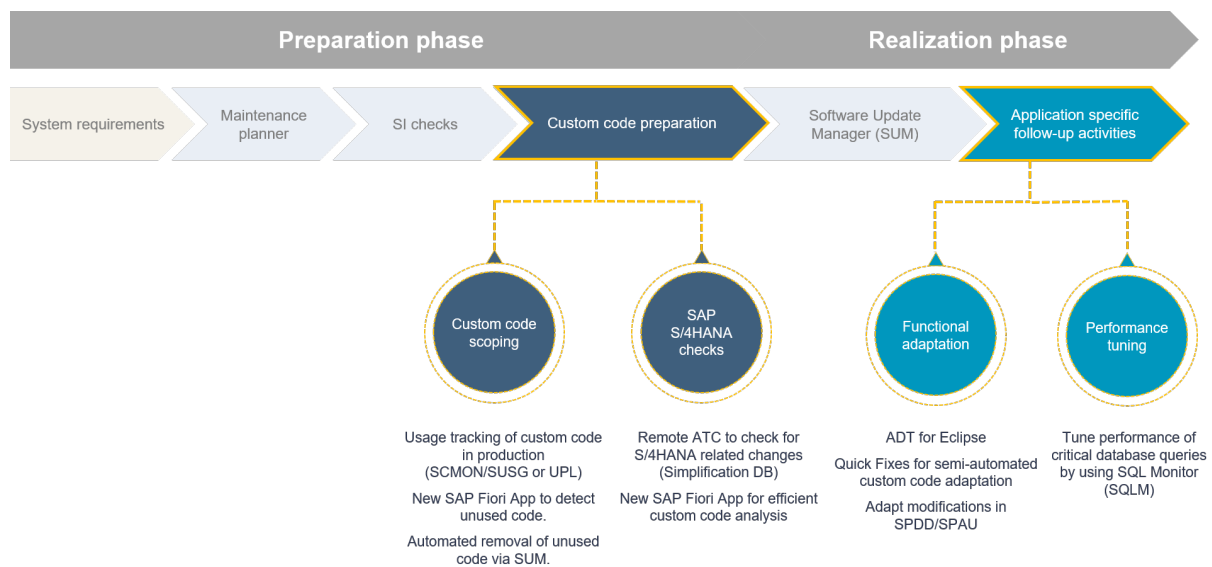 Preparation phase
Realization phase
System requirements
Maintenance
planner
SI checks
Custom code preparation
Software Update
Manager (SUM)
Application specific
follow-up activities
Custom code
scoping
SAP
S/4HANA
checks
Functional
adaptation
Performance
tuning
Usage tracking of custom code
in production
(SCMON/SUSG or UPL)
New SAP Fiori App to detect
unused code.
Automated removal of unused
code via SUM.
Remote ATC to check for
S/4HANA related changes
(Simplification DB)
New SAP Fiori App for efficient
custom code analysis
ADT for Eclipse
Quick Fixes for semi-automated
custom code adaptation
Adapt modifications in
SPDD/SPAU
Tune performance of
critical database queries
by using SQL Monitor
(SQLM)